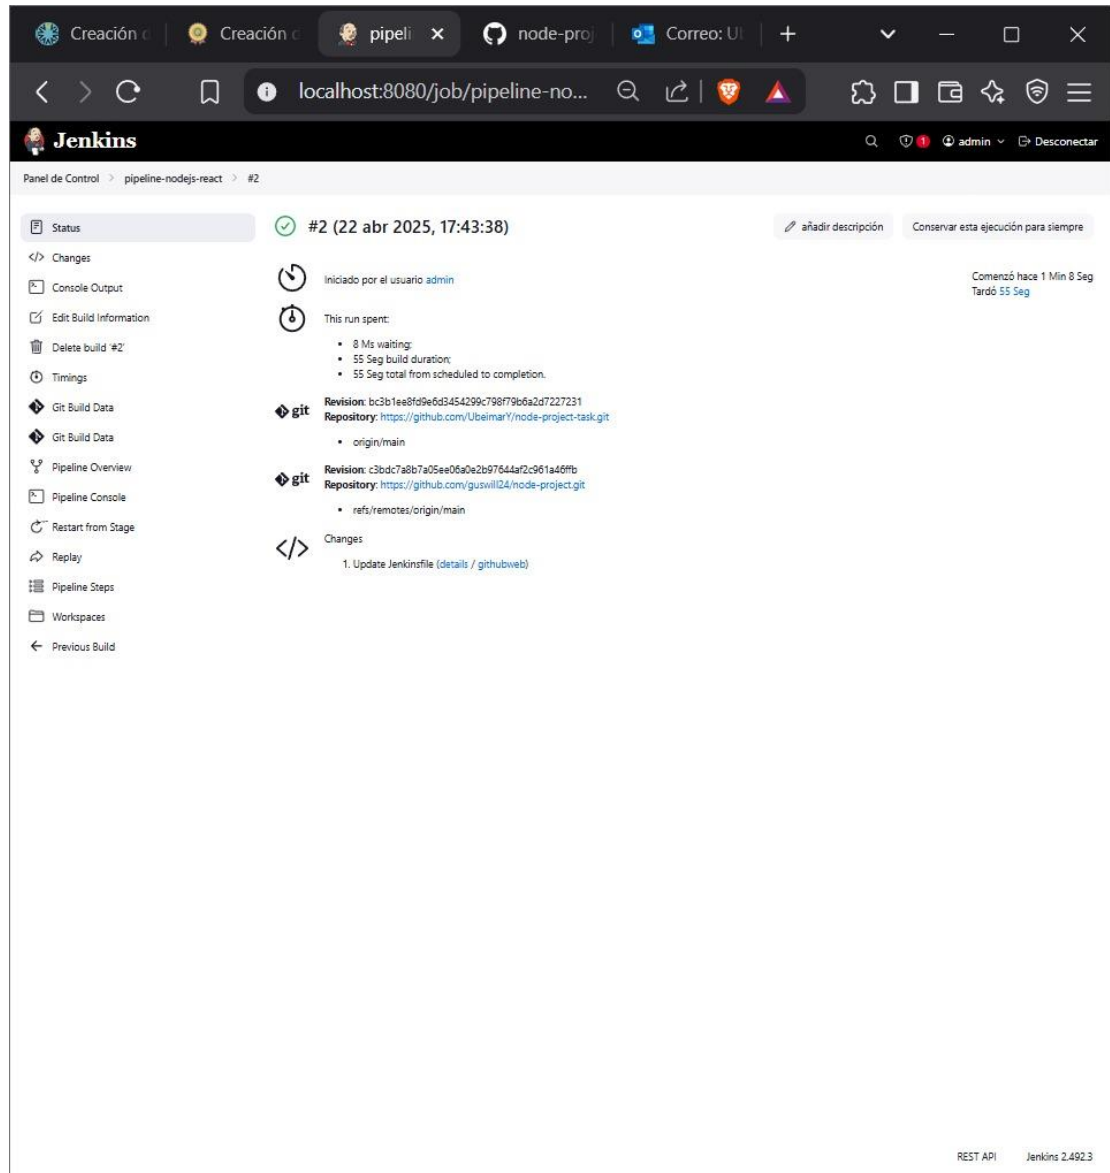 Creación d
Creación c
pipeli
node-proj
Correo: Ul
localhost:8080/job/pipeline-no...
Jenkins
1
admin
Desconectar
Panel de Control > pipeline-nodejs-react > #2
Status
Changes
Console Output
Edit Build Information
Delete build '#2'
Timings
Git Build Data
Git Build Data
Pipeline Overview
Pipeline Console
Restart from Stage
Replay
Pipeline Steps
Workspaces
Previous Build
#2 (22 abr 2025, 17:43:38)
añadir descripción
Conservar esta ejecución para siempre
Iniciado por el usuario admin
Comenzó hace 1 Min 8 Seg
Tardó 55 Seg
This run spent:
8 Ms waiting;
55 Seg build duration;
55 Seg total from scheduled to completion.
git
Revision: bc3b1ee8fd9e6d3454299c798f79b6a2d7227231
Repository: https://github.com/UbeimarY/node-project-task.git
origin/main
git
Revision: c3bdc7a8b7a05ee06a0e2b97644af2c961a46ffb
Repository: https://github.com/guswill24/node-project.git
refs/remotes/origin/main
Changes
1. Update Jenkinsfile (details / githubweb)
REST API
Jenkins 2.492.3